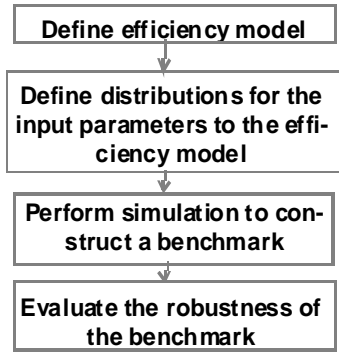 Define efficiency model
Define distributions for the
input parameters to the effi-
ciency model
Perform simulation to con-
struct a benchmark
Evaluate the robustness of
the benchmark